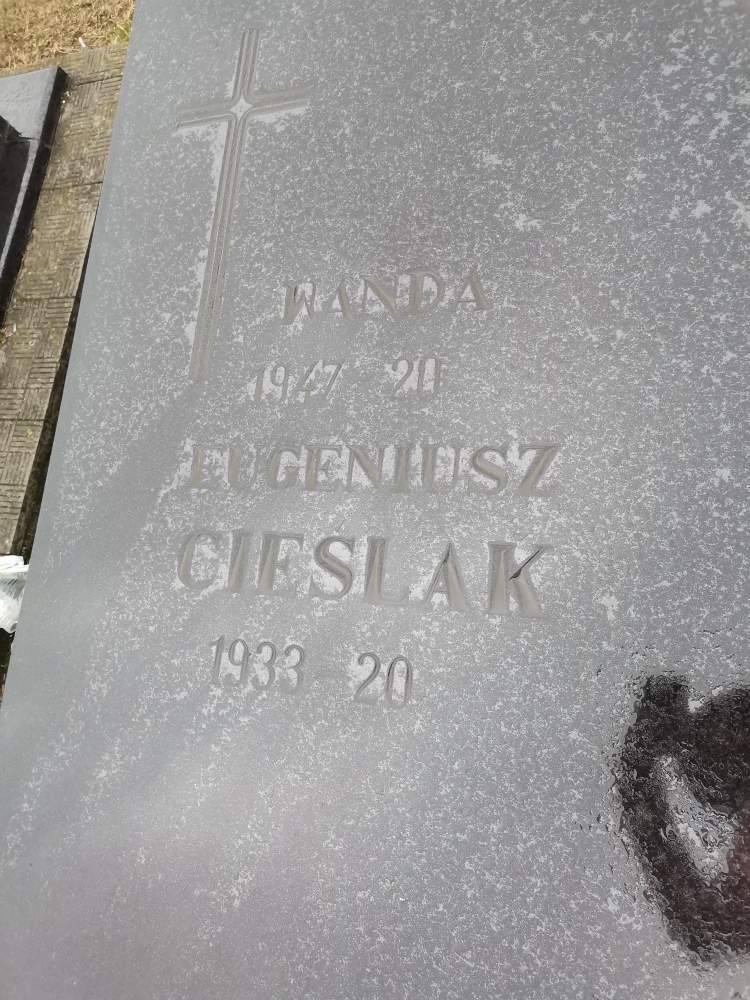 WANDA
1947 20
EUGENIUSZ
CIEŚLAK
1933 20